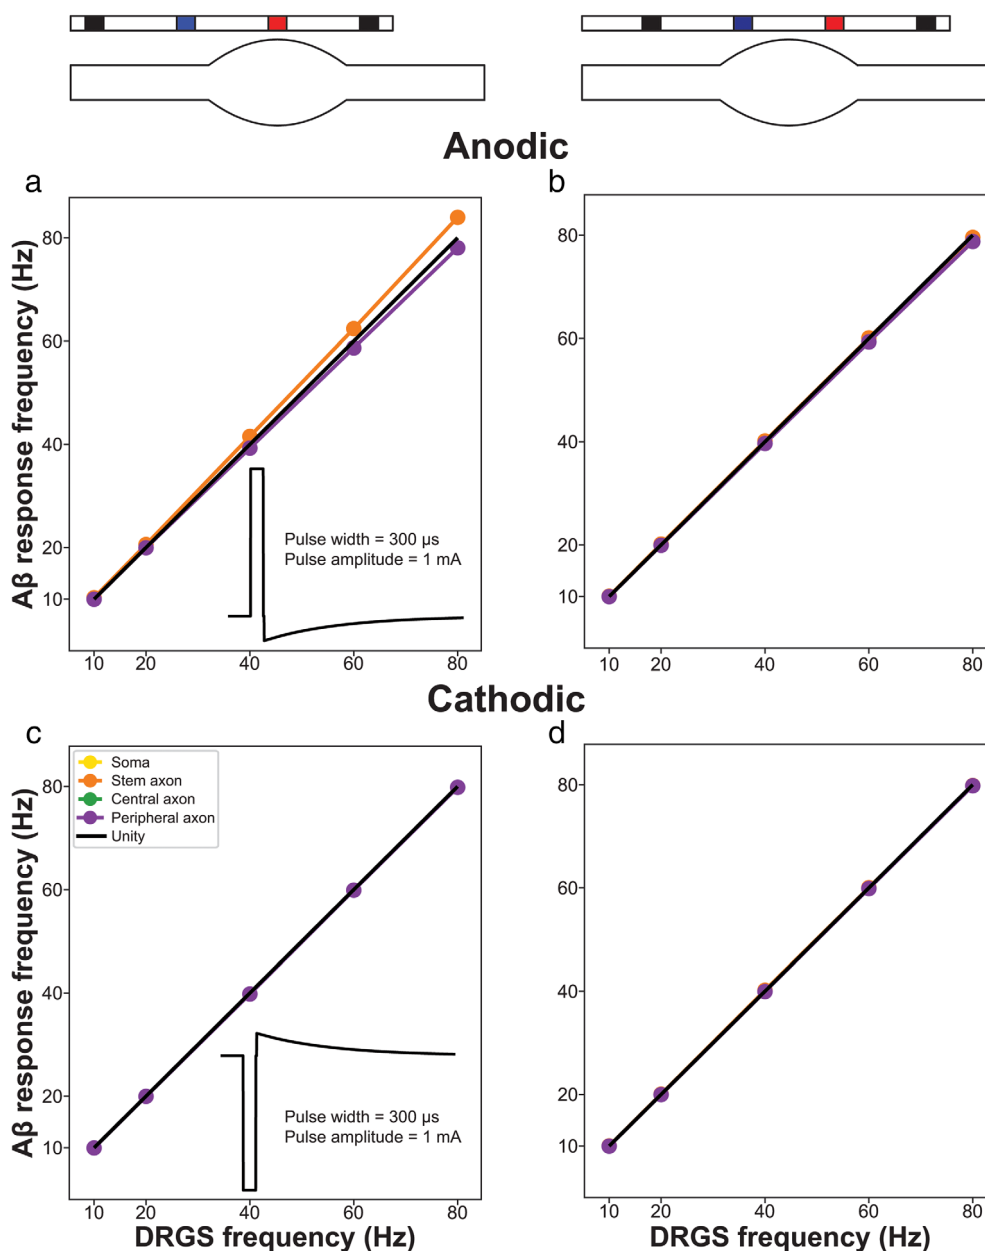 Anodic
a
b
Aβ response frequency (Hz)
80
60
40
20
10
Pulse width = 300 µs
Pulse amplitude = 1 mA
10 20 40 60 80
80
60
40
20
10
10 20 40 60 80
Cathodic
c
d
Aβ response frequency (Hz)
80
60
40
20
10
Soma
Stem axon
Central axon
Peripheral axon
Unity
Pulse width = 300 µs
Pulse amplitude = 1 mA
10 20 40 60 80
DRGS frequency (Hz)
80
60
40
20
10
10 20 40 60 80
DRGS frequency (Hz)